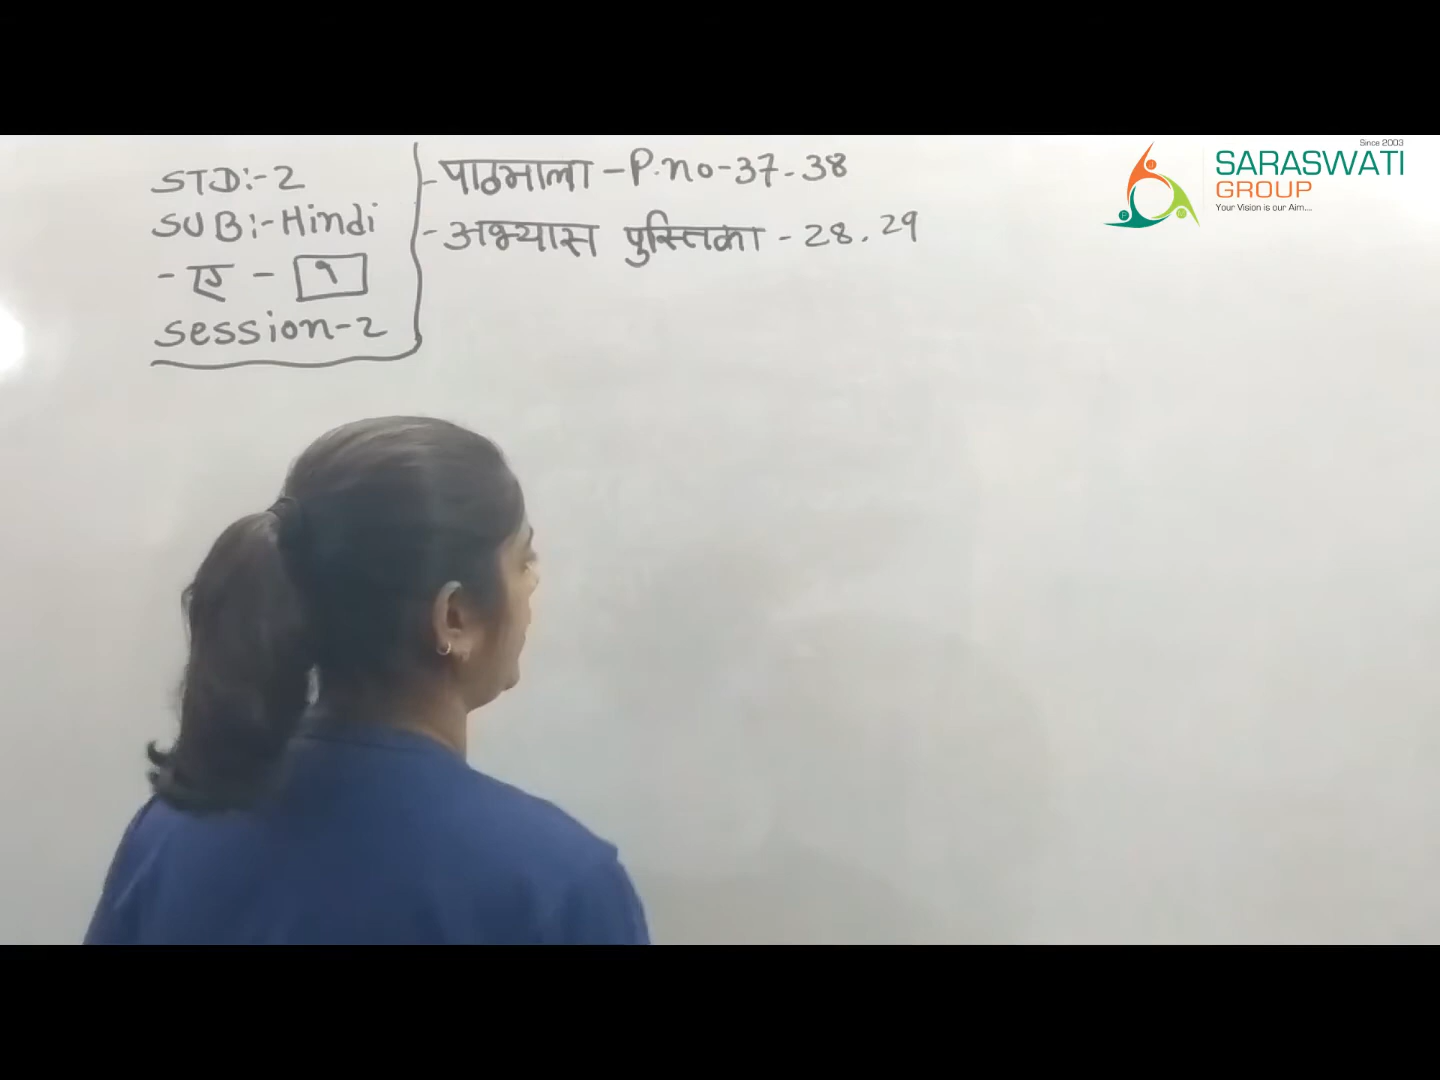 STD:-2
SUB:-Hindi
- ए - े
session-2
- पाठमाला - P.no-37-38
- अभ्यास पुस्तिका - 28.29
Since 2003
SARASWATI
GROUP
Your Vision is our Aim....